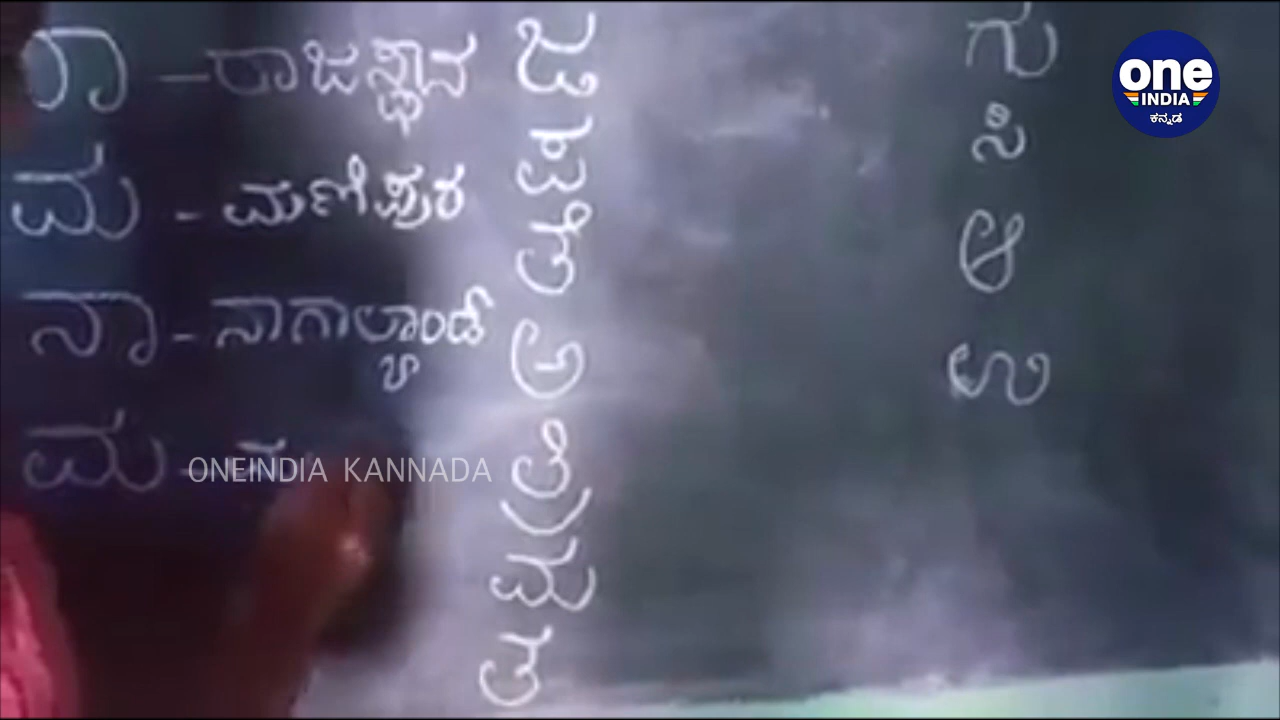 ರಾ – ರಾಜಸ್ಥಾನ
ಮ - ಮಣಿಪುರ
ನಾ - ನಾಗಾಲ್ಯಾಂಡ್
ಮ -
ಜ
ಪ
ತೆ
ಅ
ತ್ರಿ
ಮ
ತ
ಗು
ಸಿ
ಆ
ಉ
one
INDIA
ಕನ್ನಡ
ONEINDIA KANNADA